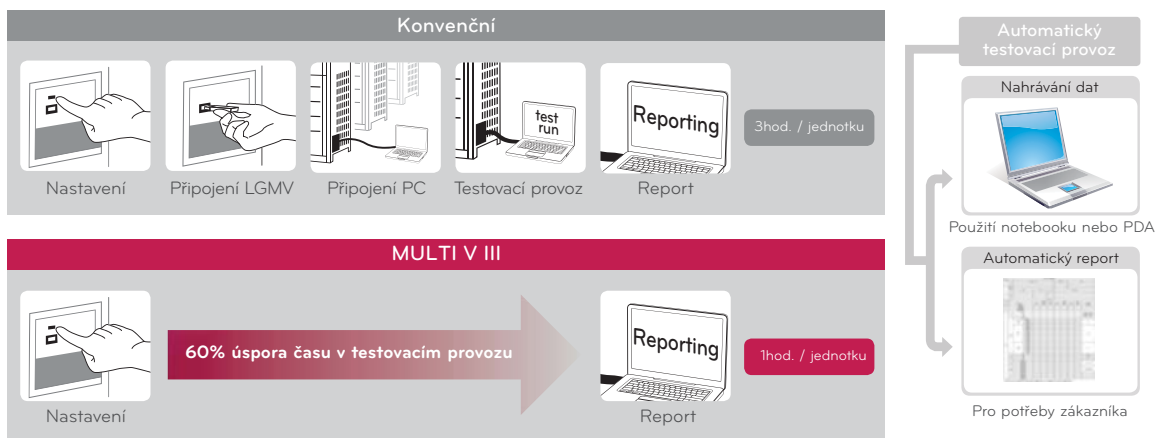 Konvenční
test
run
Reporting
3hod. / jednotku
Nastavení
Připojení LGMV
Připojení PC
Testovací provoz
Report
MULTI V III
60% úspora času v testovacím provozu
Reporting
1hod. / jednotku
Nastavení
Report
Automatický
testovací provoz
Nahrávání dat
Použití notebooku nebo PDA
Automatický report
Pro potřeby zákazníka